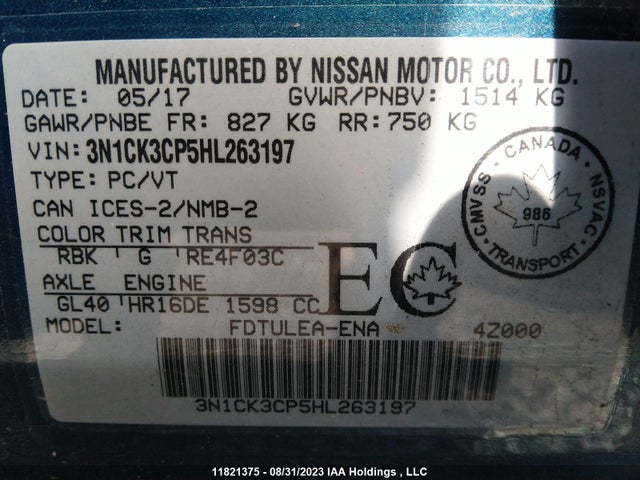 MANUFACTURED BY NISSAN MOTOR CO., LTD.
DATE: 05/17 GVWR/PNBV: 1514 KG
GAWR/PNBE FR: 827 KG RR: 750 KG
VIN: 3N1CK3CP5HL263197
TYPE: PC/VT
CAN ICES-2/NMB-2
COLOR TRIM TRANS
RBK G RE4F03C
AXLE ENGINE
GL40 HR16DE 1598 CC
MODEL: FDTULEA-ENA 4Z000
EC
CANADA
CMVSS NSVAC
986
TRANSPORT
3N1CK3CP5HL263197
11821375 — 08/31/2023 IAA Holdings , LLC